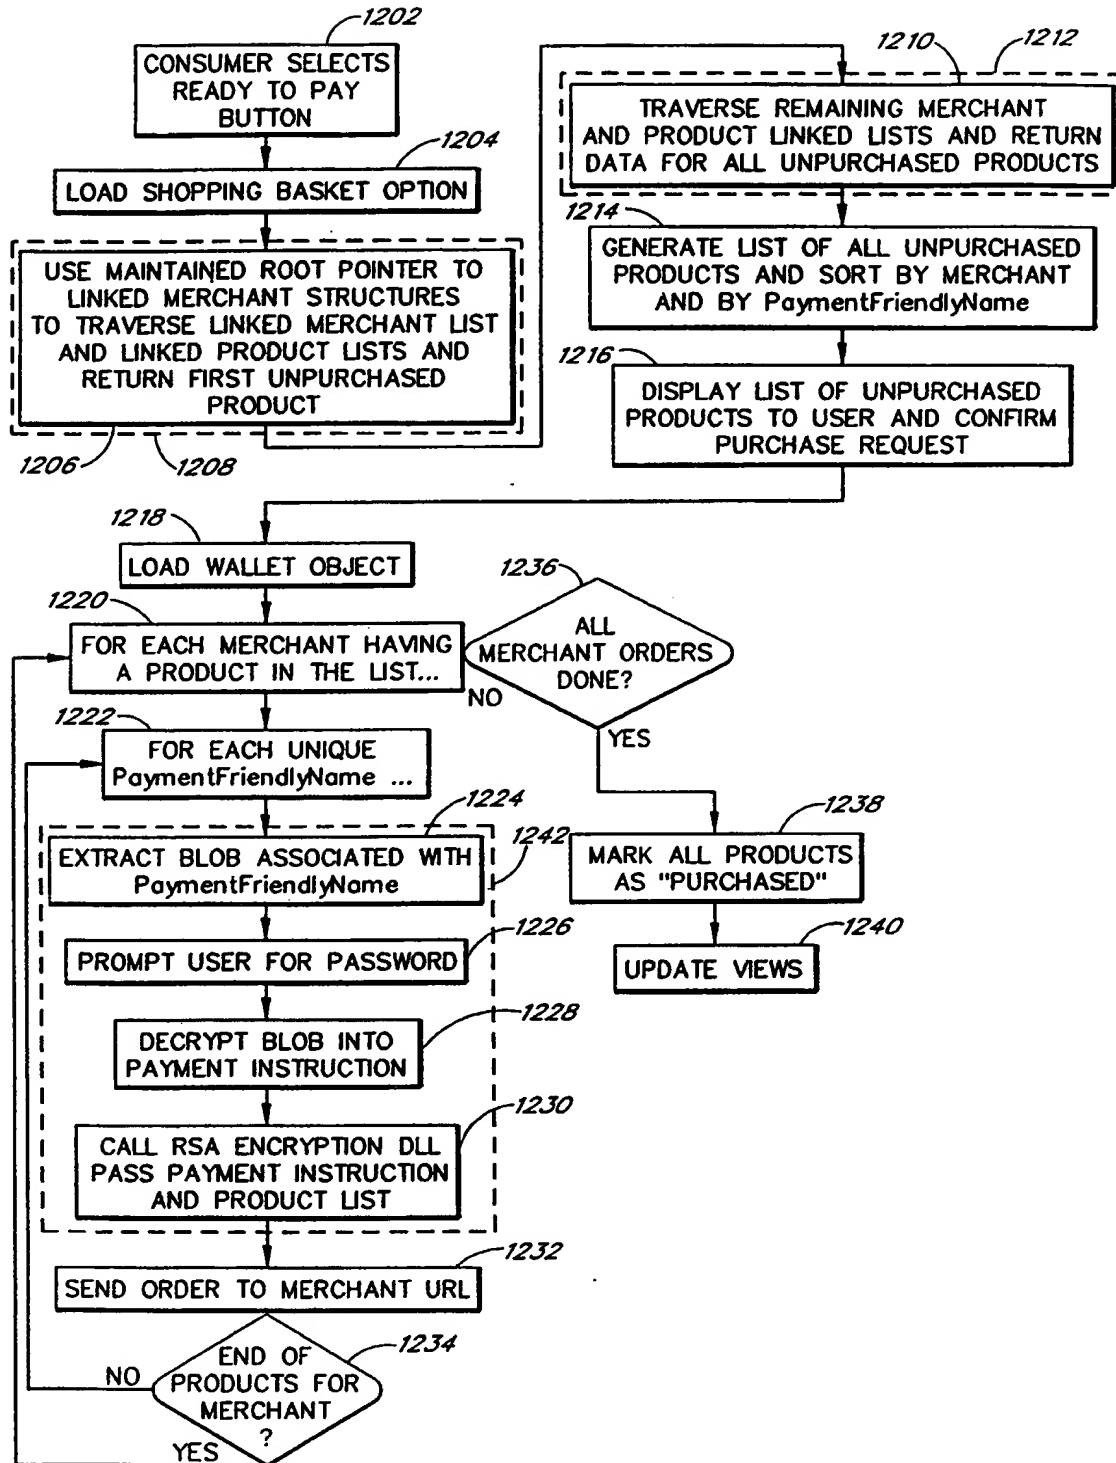 1202
CONSUMER SELECTS
READY TO PAY
BUTTON
1204
LOAD SHOPPING BASKET OPTION
USE MAINTAINED ROOT POINTER TO
LINKED MERCHANT STRUCTURES
TO TRAVERSE LINKED MERCHANT LIST
AND LINKED PRODUCT LISTS AND
RETURN FIRST UNPURCHASED
PRODUCT
1206
1208
1210
1212
TRAVERSE REMAINING MERCHANT
AND PRODUCT LINKED LISTS AND RETURN
DATA FOR ALL UNPURCHASED PRODUCTS
1214
GENERATE LIST OF ALL UNPURCHASED
PRODUCTS AND SORT BY MERCHANT
AND BY PaymentFriendlyName
1216
DISPLAY LIST OF UNPURCHASED
PRODUCTS TO USER AND CONFIRM
PURCHASE REQUEST
1218
LOAD WALLET OBJECT
1220
FOR EACH MERCHANT HAVING
A PRODUCT IN THE LIST...
1236
ALL
MERCHANT ORDERS
DONE?
NO
YES
1222
FOR EACH UNIQUE
PaymentFriendlyName ...
1224
1242
EXTRACT BLOB ASSOCIATED WITH
PaymentFriendlyName
1226
PROMPT USER FOR PASSWORD
1228
DECRYPT BLOB INTO
PAYMENT INSTRUCTION
1230
CALL RSA ENCRYPTION DLL
PASS PAYMENT INSTRUCTION
AND PRODUCT LIST
1232
SEND ORDER TO MERCHANT URL
1234
END OF
PRODUCTS FOR
MERCHANT
?
NO
YES
1238
MARK ALL PRODUCTS
AS "PURCHASED"
1240
UPDATE VIEWS